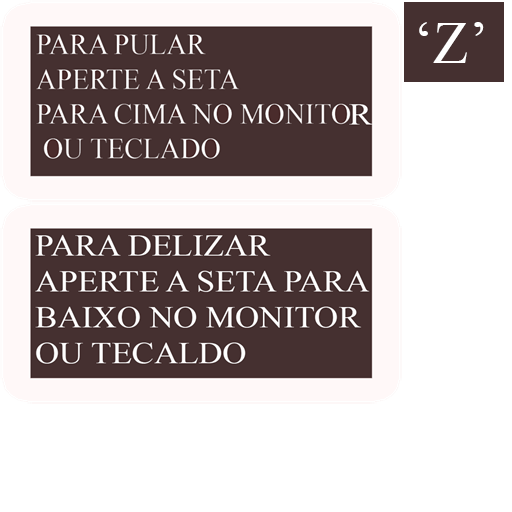 PARA PULAR
APERTE A SETA
PARA CIMA NO MONITOR
OU TECLADO
‘Z’
PARA DELIZAR
APERTE A SETA PARA
BAIXO NO MONITOR
OU TECALDO